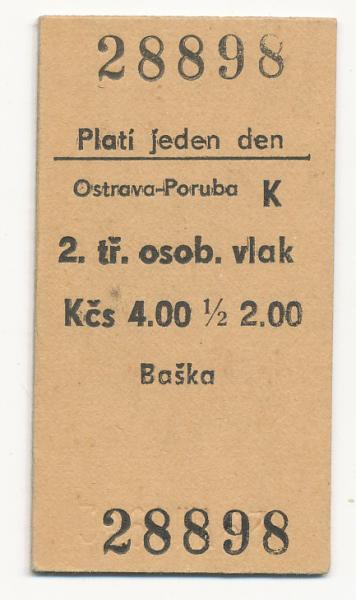 28898
Platí jeden den
Ostrava-Poruba K
2. tř. osob. vlak
Kčs 4.00 ½ 2.00
Baška
28898